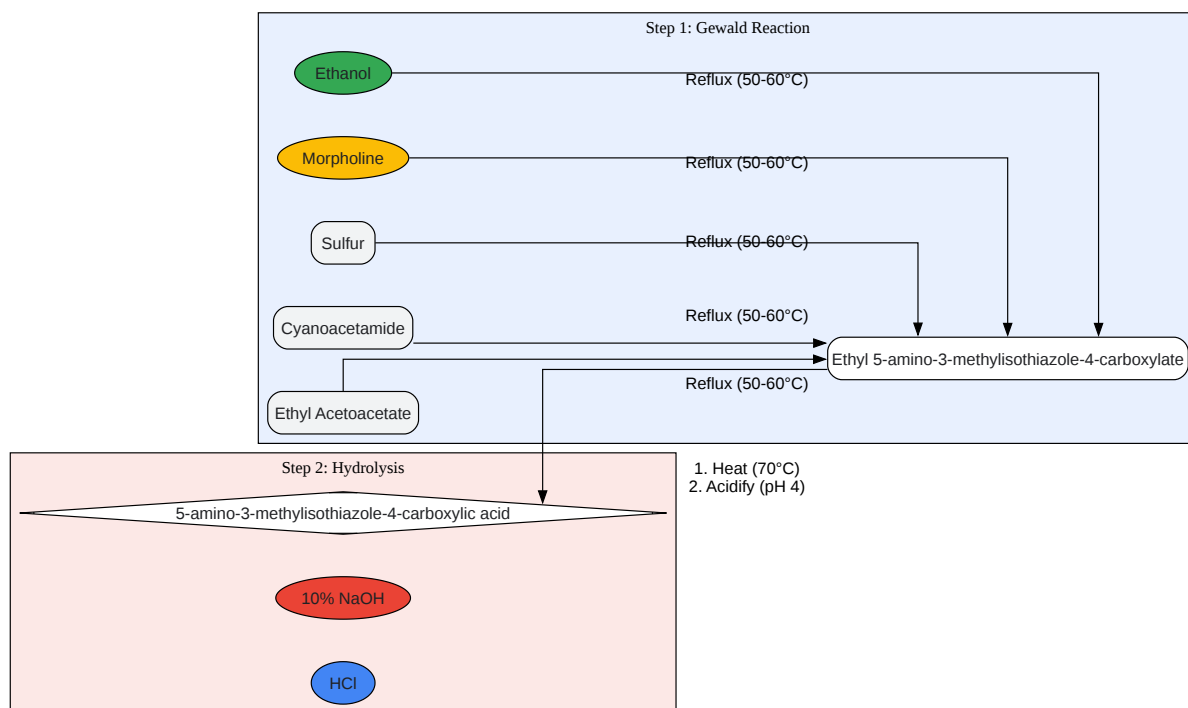 Step 1: Gewald Reaction
Ethanol
Reflux (50-60°C)
Morpholine
Reflux (50-60°C)
Sulfur
Reflux (50-60°C)
Cyanoacetamide
Reflux (50-60°C)
Ethyl 5-amino-3-methylisothiazole-4-carboxylate
Reflux (50-60°C)
Ethyl Acetoacetate
Step 2: Hydrolysis
1. Heat (70°C)
2. Acidify (pH 4)
5-amino-3-methylisothiazole-4-carboxylic acid
10% NaOH
HCl